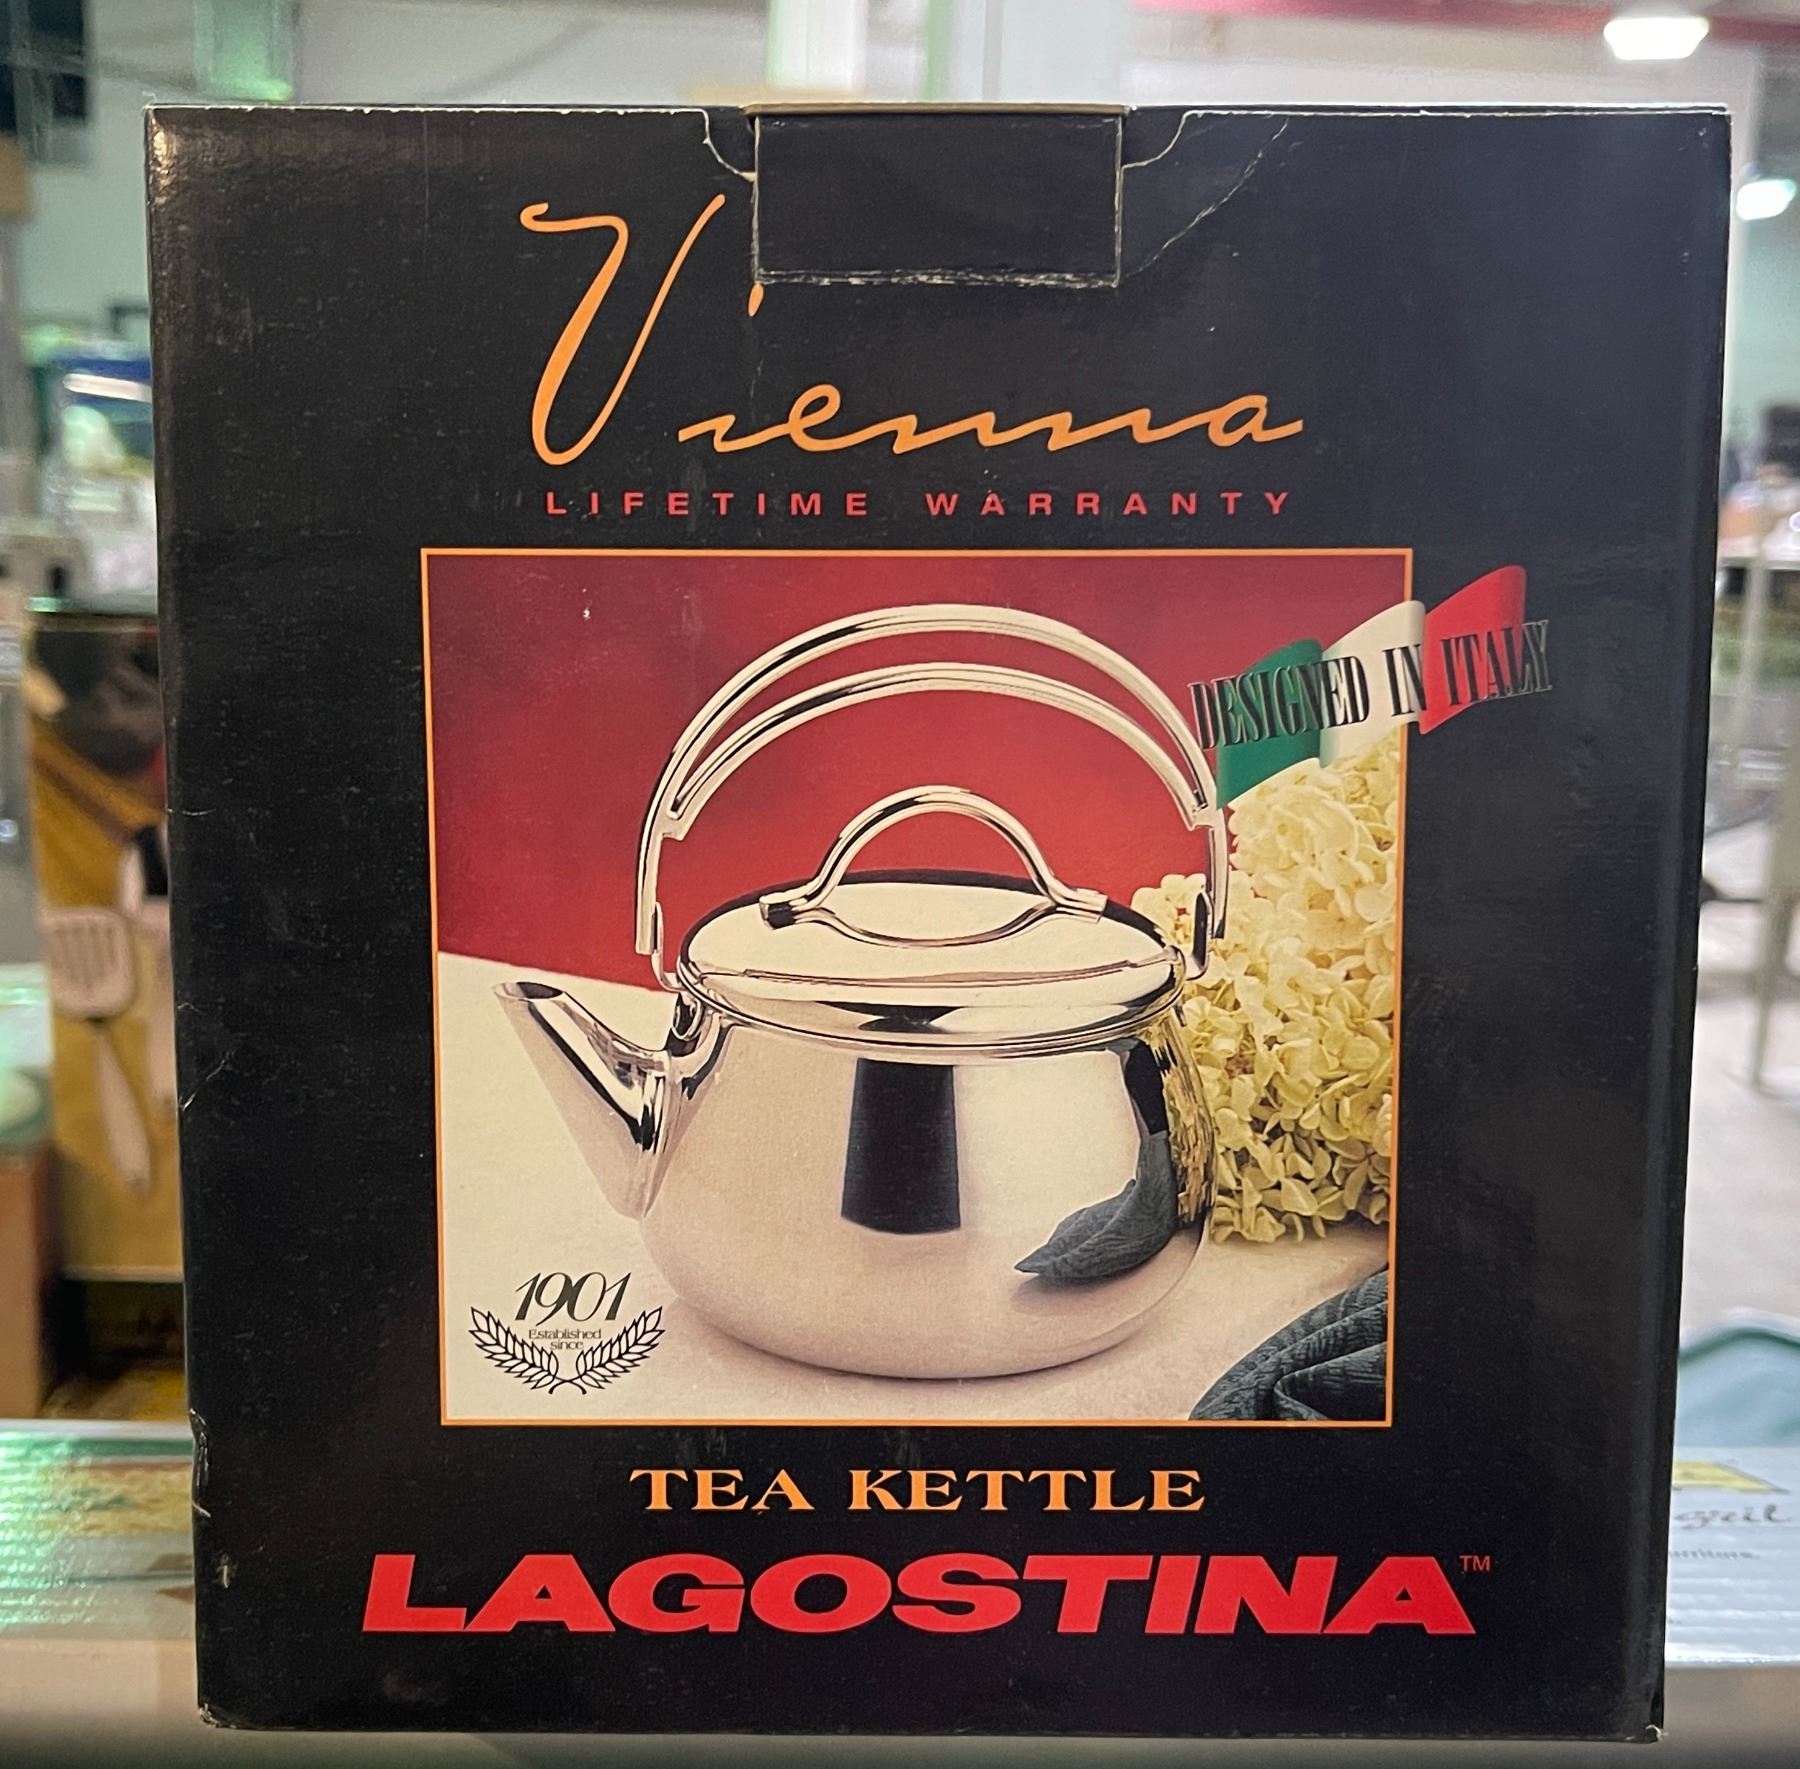 Vienna
LIFETIME WARRANTY
DESIGNED IN ITALY
1901
Established
since
TEA KETTLE
LAGOSTINA™